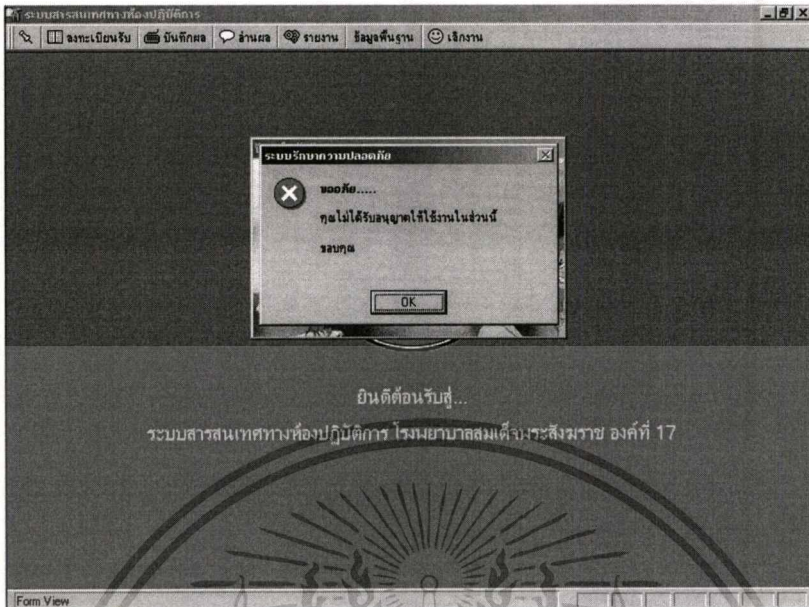 ระบบสารสนเทศทางห้องปฏิบัติการ
ลงทะเบียนรับ บันทึกผล อ่านผล รายงาน ข้อมูลพื้นฐาน เลิกงาน
ระบบรักษาความปลอดภัย
ขออภัย.....
คุณไม่ได้รับอนุญาตให้ใช้งานในส่วนนี้
ขอบคุณ
OK
ยินดีต้อนรับสู่...
ระบบสารสนเทศทางห้องปฏิบัติการ โรงพยาบาลสมเด็จพระสังฆราช องค์ที่ 17
Form View